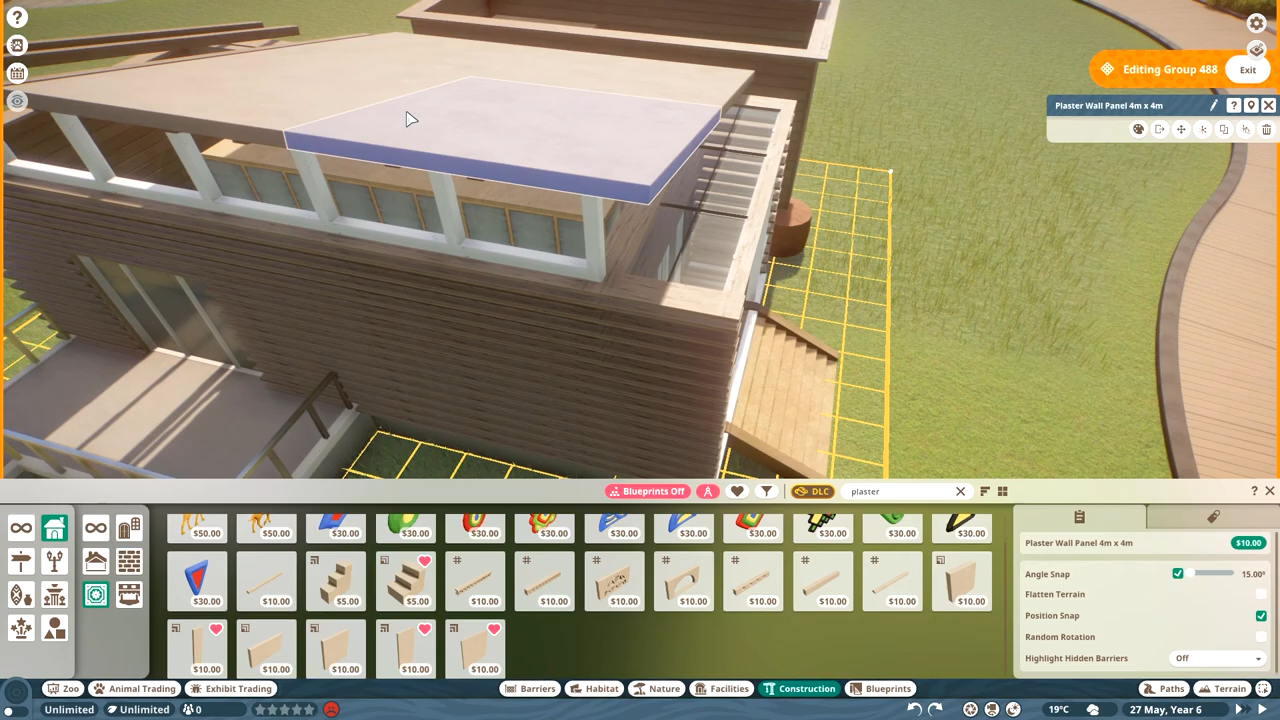 Editing Group 488
Exit
Plaster Wall Panel 4m x 4m
Blueprints Off
DLC
plaster
$50.00 $50.00 $30.00 $30.00 $30.00 $30.00 $30.00 $30.00 $30.00 $30.00 $30.00 $30.00
$30.00 $10.00 $5.00 $5.00 $10.00 $10.00 $10.00 $10.00 $10.00 $10.00 $10.00 $10.00
$10.00 $10.00 $10.00 $10.00 $10.00
Plaster Wall Panel 4m x 4m $10.00
Angle Snap 15.00°
Flatten Terrain
Position Snap
Random Rotation
Highlight Hidden Barriers Off
Zoo Animal Trading Exhibit Trading Barriers Habitat Nature Facilities Construction Blueprints Paths Terrain
Unlimited Unlimited 0 19°C 27 May, Year 6